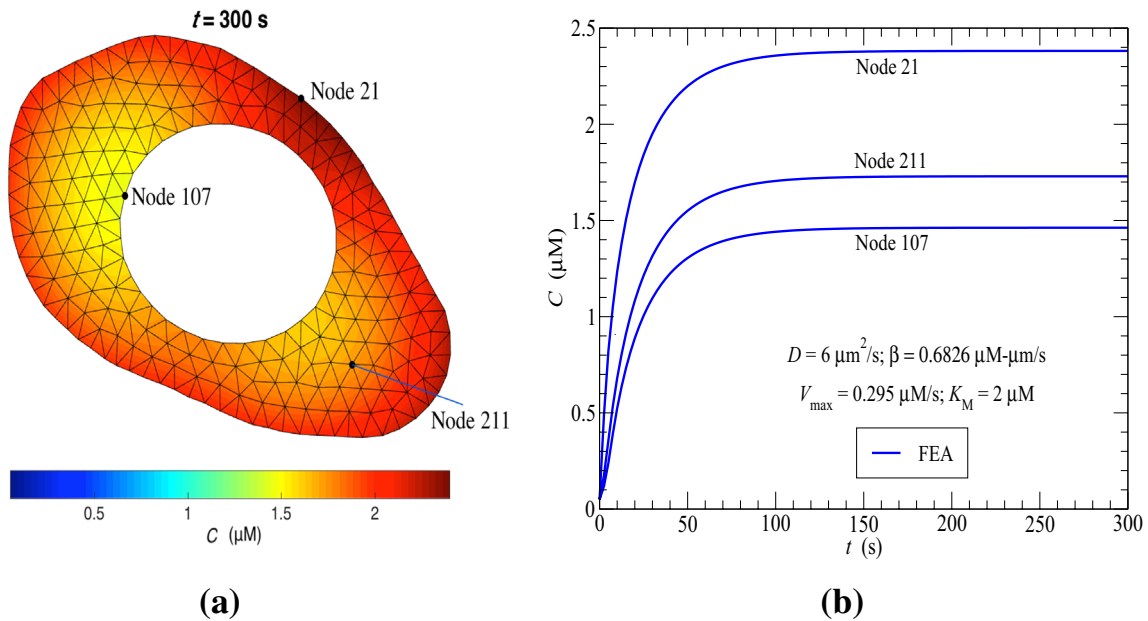 t = 300 s
Node 21
Node 107
Node 211
0.5
1
1.5
2
C (μM)
(a)
2.5
2
1.5
1
0.5
0
C (μM)
Node 21
Node 211
Node 107
D = 6 μm²/s; β = 0.6826 μM-μm/s
V_max = 0.295 μM/s; K_M = 2 μM
FEA
0
50
100
150
200
250
300
t (s)
(b)